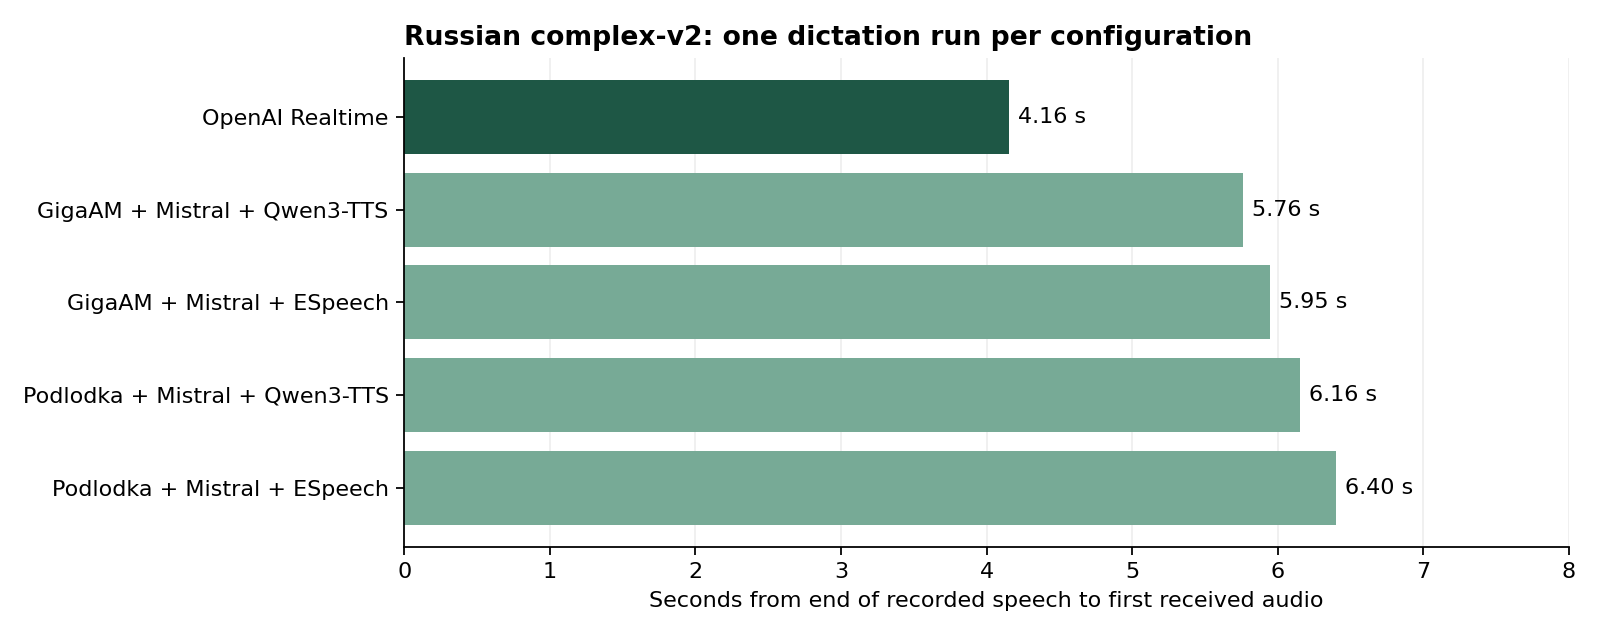 Russian complex-v2: one dictation run per configuration
OpenAI Realtime
4.16 s
GigaAM + Mistral + Qwen3-TTS
5.76 s
GigaAM + Mistral + ESpeech
5.95 s
Podlodka + Mistral + Qwen3-TTS
6.16 s
Podlodka + Mistral + ESpeech
6.40 s
0 1 2 3 4 5 6 7 8
Seconds from end of recorded speech to first received audio